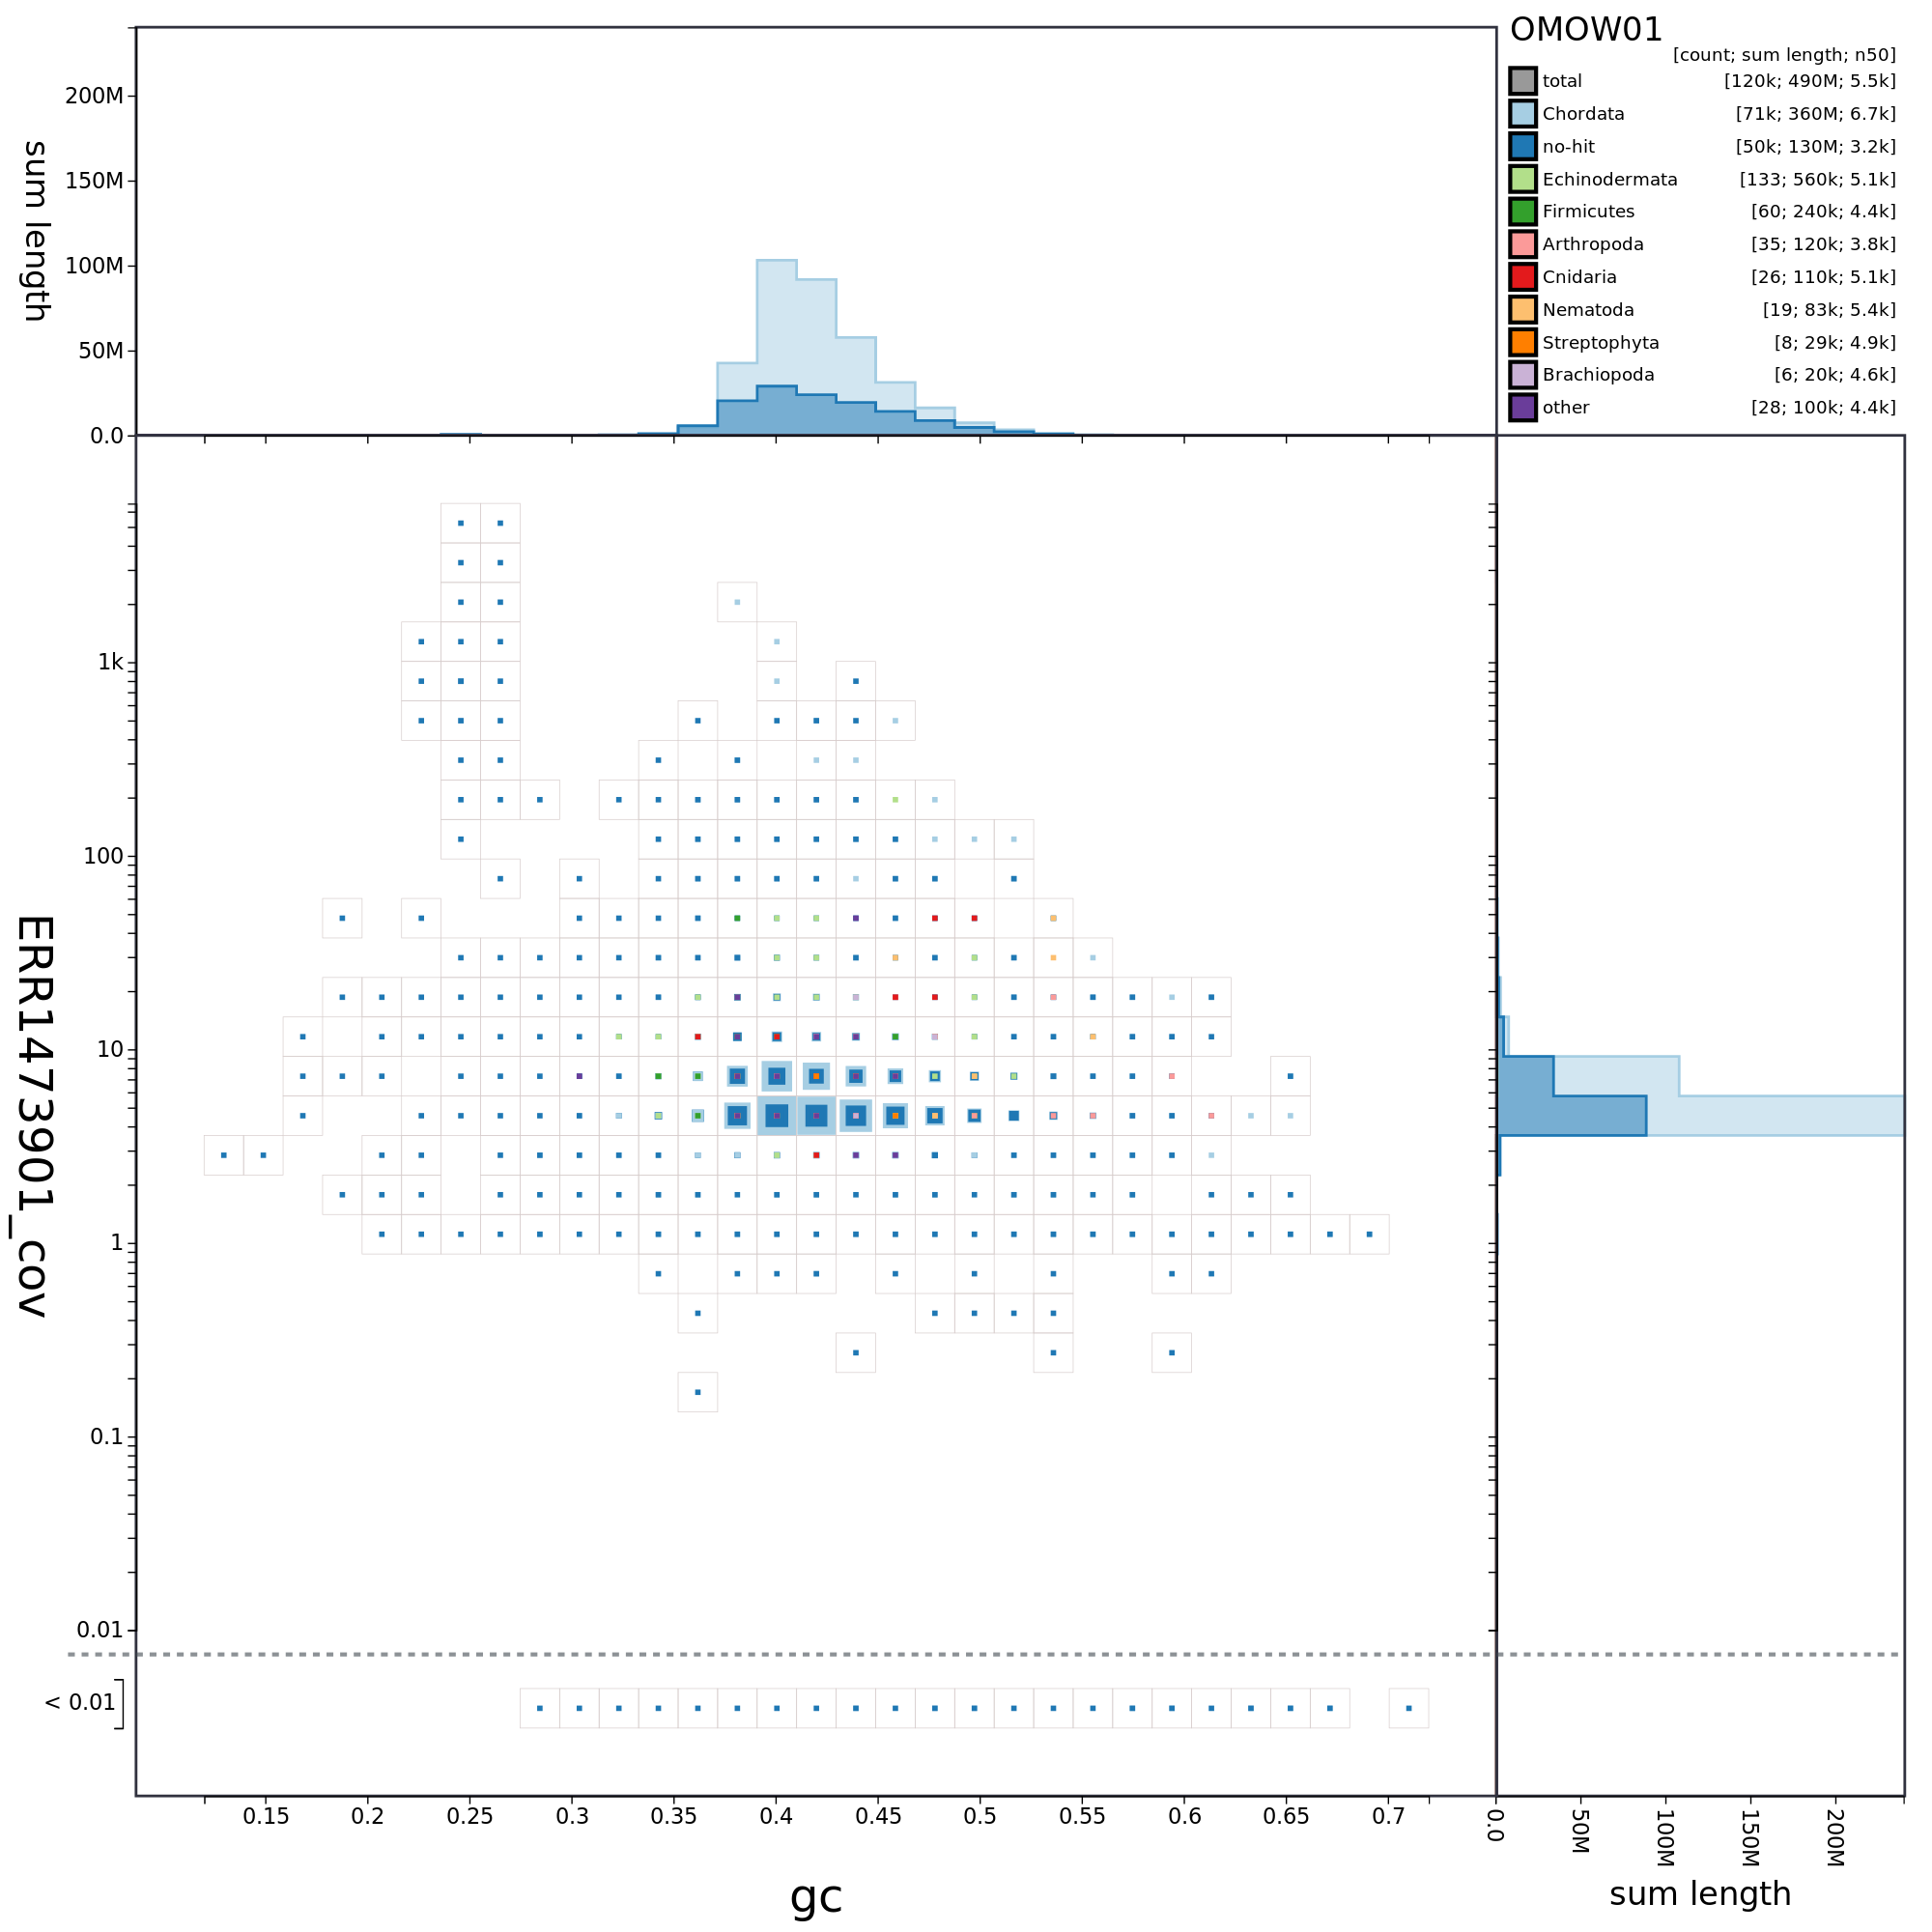 OMOW01
[count; sum length; n50]
total [120k; 490M; 5.5k]
Chordata [71k; 360M; 6.7k]
no-hit [50k; 130M; 3.2k]
Echinodermata [133; 560k; 5.1k]
Firmicutes [60; 240k; 4.4k]
Arthropoda [35; 120k; 3.8k]
Cnidaria [26; 110k; 5.1k]
Nematoda [19; 83k; 5.4k]
Streptophyta [8; 29k; 4.9k]
Brachiopoda [6; 20k; 4.6k]
other [28; 100k; 4.4k]
sum length
200M
150M
100M
50M
0.0
ERR1473901_cov
1k
100
10
1
0.1
0.01
< 0.01
0.15 0.2 0.25 0.3 0.35 0.4 0.45 0.5 0.55 0.6 0.65 0.7
gc
0.0 50M 100M 150M 200M
sum length